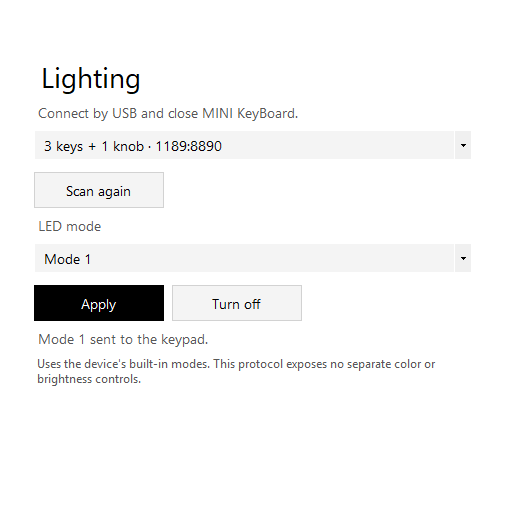 Lighting
Connect by USB and close MINI KeyBoard.
3 keys + 1 knob · 1189:8890
Scan again
LED mode
Mode 1
Apply
Turn off
Mode 1 sent to the keypad.
Uses the device's built-in modes. This protocol exposes no separate color or
brightness controls.